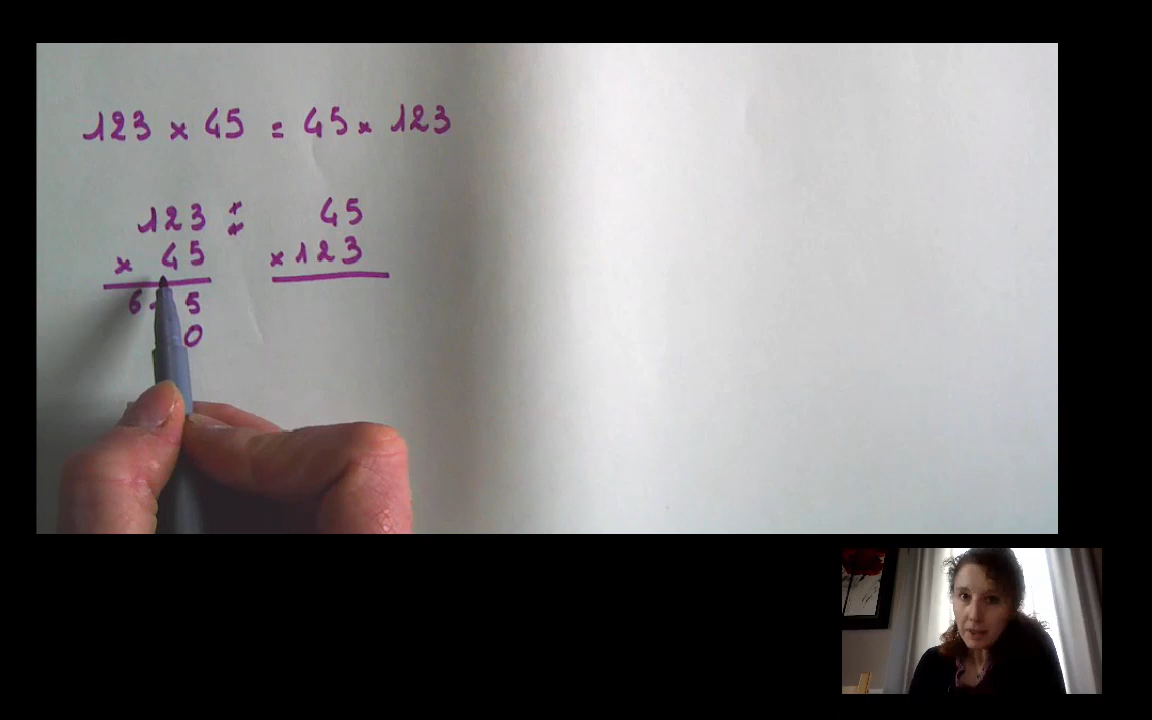 123 × 45 = 45 × 123
123 : 45
× 45 × 123
6 5
0